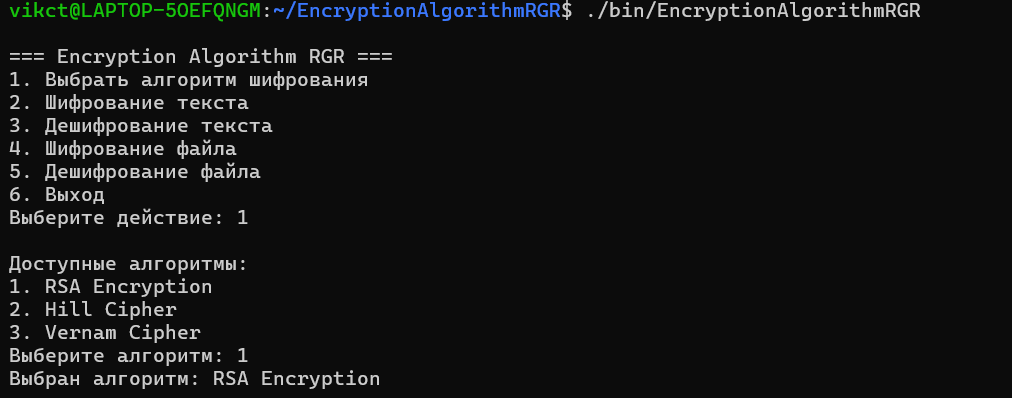 vikct@LAPTOP-5OEFQNGM:~/EncryptionAlgorithmRGR$ ./bin/EncryptionAlgorithmRGR
=== Encryption Algorithm RGR ===
1. Выбрать алгоритм шифрования
2. Шифрование текста
3. Дешифрование текста
4. Шифрование файла
5. Дешифрование файла
6. Выход
Выберите действие: 1
Доступные алгоритмы:
1. RSA Encryption
2. Hill Cipher
3. Vernam Cipher
Выберите алгоритм: 1
Выбран алгоритм: RSA Encryption